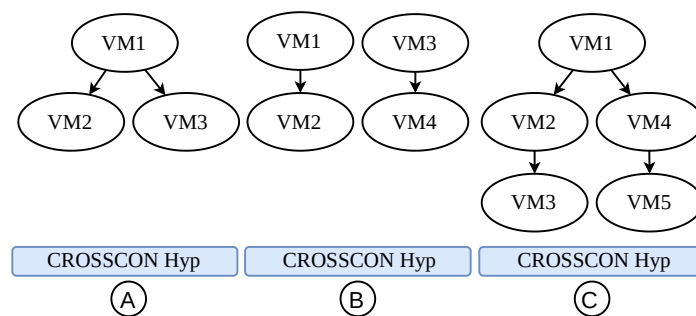 VM1
VM2
VM3
CROSSCON Hyp
A
VM1
VM3
VM2
VM4
CROSSCON Hyp
B
VM1
VM2
VM4
VM3
VM5
CROSSCON Hyp
C